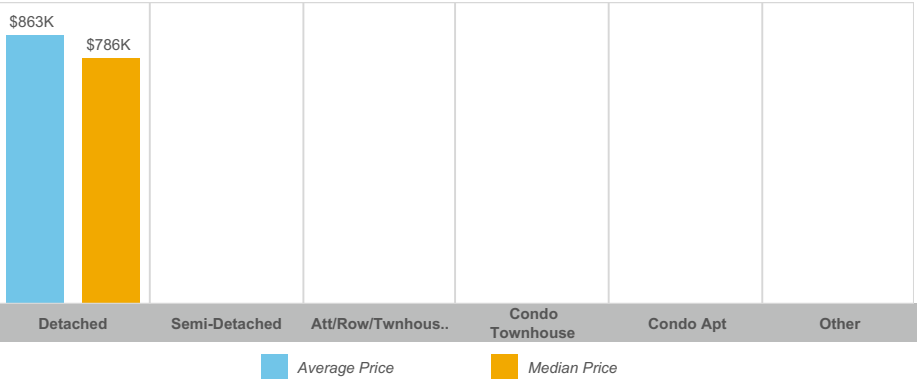 $863K
$786K
Detached
Semi-Detached
Att/Row/Twnhous..
Condo
Townhouse
Condo Apt
Other
Average Price
Median Price